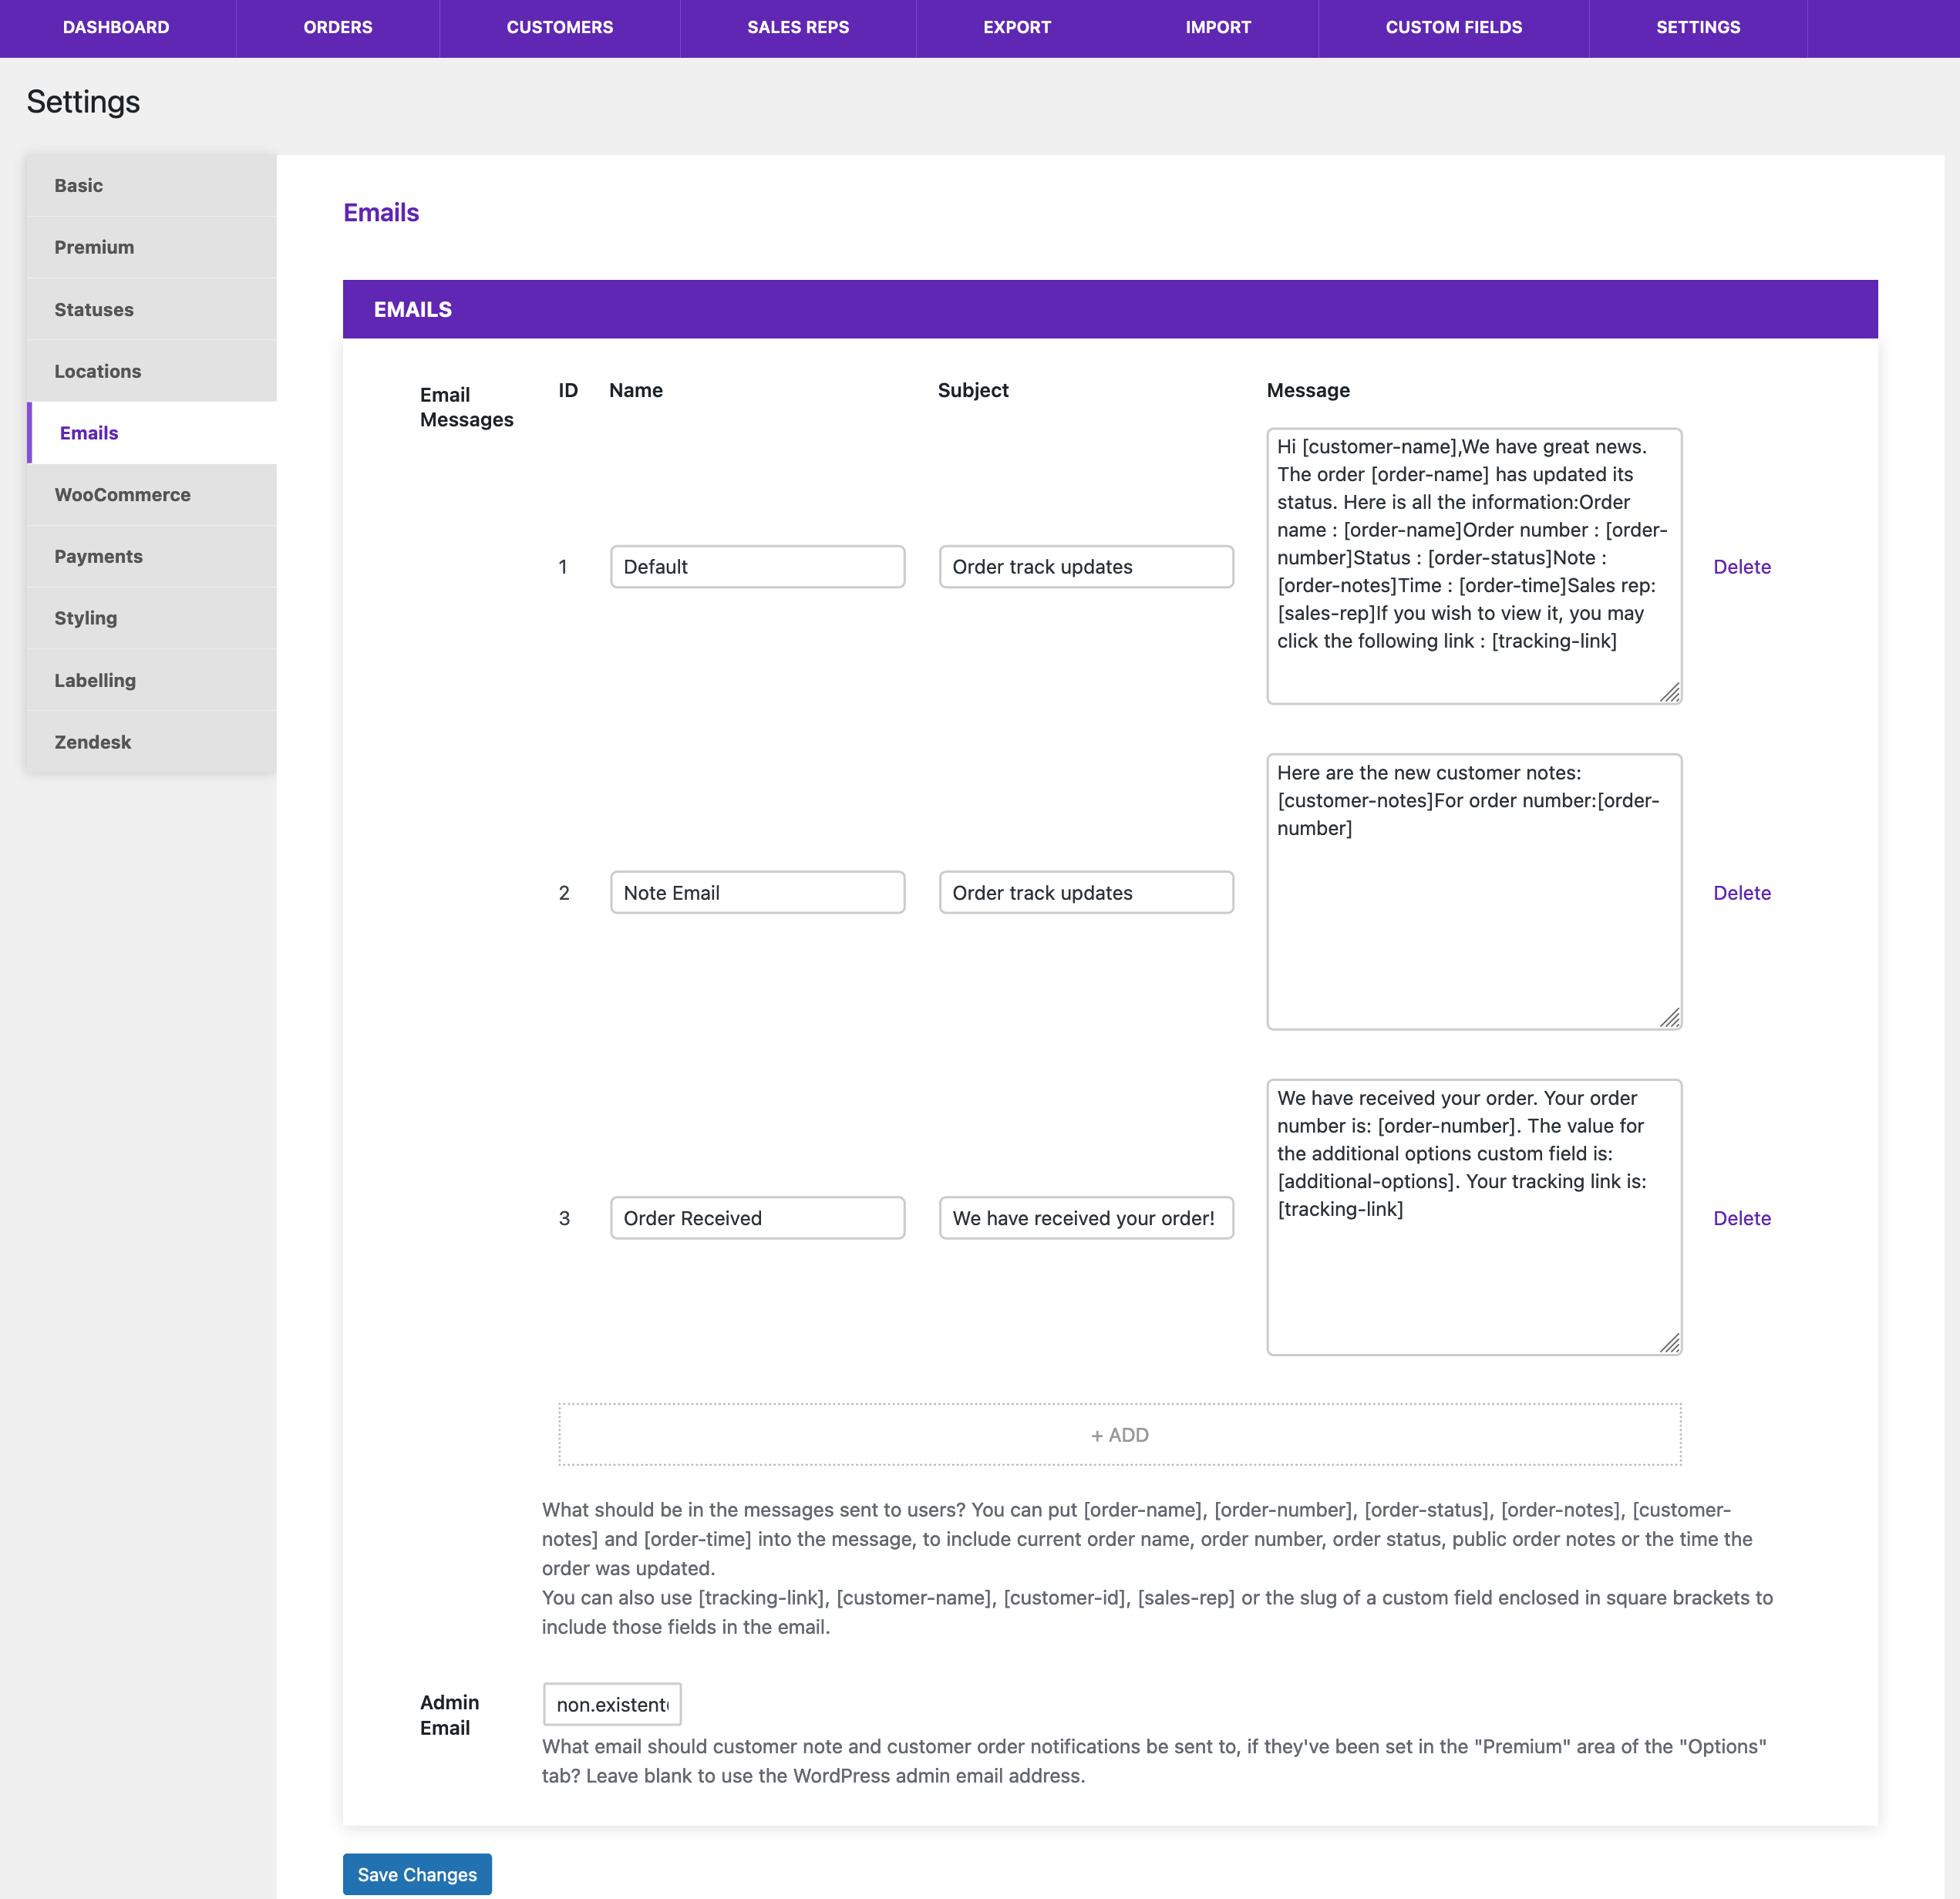 DASHBOARD ORDERS CUSTOMERS SALES REPS EXPORT IMPORT CUSTOM FIELDS SETTINGS
Settings
Basic
Premium
Statuses
Locations
Emails
WooCommerce
Payments
Styling
Labelling
Zendesk
Emails
EMAILS
Email
Messages
ID Name Subject Message
1 Default Order track updates
Hi [customer-name],We have great news.
The order [order-name] has updated its
status. Here is all the information:Order
name : [order-name]Order number : [order-
number]Status : [order-status]Note :
[order-notes]Time : [order-time]Sales rep:
[sales-rep]If you wish to view it, you may
click the following link : [tracking-link]
Delete
2 Note Email Order track updates
Here are the new customer notes:
[customer-notes]For order number:[order-
number]
Delete
3 Order Received We have received your order!
We have received your order. Your order
number is: [order-number]. The value for
the additional options custom field is:
[additional-options]. Your tracking link is:
[tracking-link]
Delete
+ ADD
What should be in the messages sent to users? You can put [order-name], [order-number], [order-status], [order-notes], [customer-
notes] and [order-time] into the message, to include current order name, order number, order status, public order notes or the time the
order was updated.
You can also use [tracking-link], [customer-name], [customer-id], [sales-rep] or the slug of a custom field enclosed in square brackets to
include those fields in the email.
Admin
Email
non.existent
What email should customer note and customer order notifications be sent to, if they've been set in the "Premium" area of the "Options"
tab? Leave blank to use the WordPress admin email address.
Save Changes